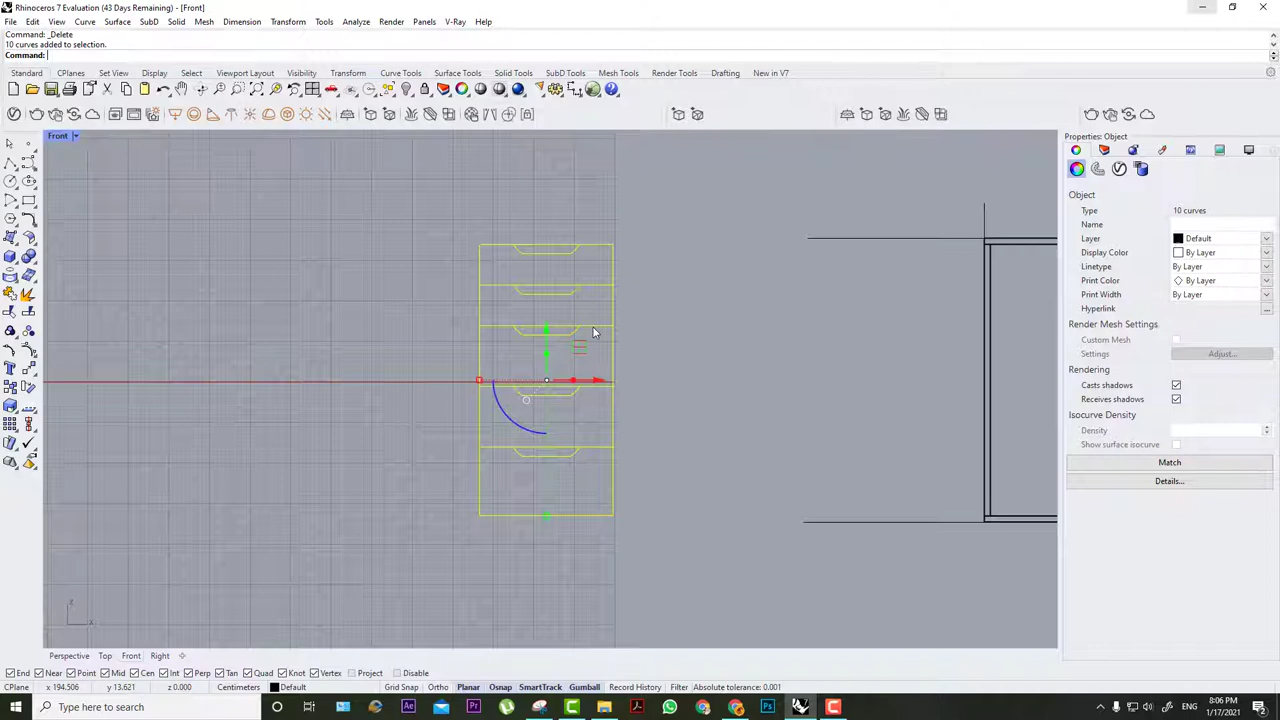 Rhinoceros 7 Evaluation (43 Days Remaining) - [Front]
File Edit View Curve Surface SubD Solid Mesh Dimension Transform Tools Analyze Render Panels V-Ray Help
Command: _Delete
10 curves added to selection.
Command:
Standard CPlanes Set View Display Select Viewport Layout Visibility Transform Curve Tools Surface Tools Solid Tools SubD Tools Mesh Tools Render Tools Drafting New in V7
Front
Properties: Object
Object
Type 10 curves
Name
Layer Default
Display Color By Layer
Linetype By Layer
Print Color By Layer
Print Width By Layer
Hyperlink ...
Render Mesh Settings
Custom Mesh
Settings Adjust...
Rendering
Casts shadows
Receives shadows
Isocurve Density
Density
Show surface isocurve
Match
Details...
z
x
Perspective Top Front Right
End Near Point Mid Cen Int Perp Tan Quad Knot Vertex Project Disable
CPlane x 194.506 y 13.621 z 0.000 Centimeters Default Grid Snap Ortho Planar Osnap SmartTrack Gumball Record History Filter Absolute tolerance: 0.001
Type here to search
8:06 PM
1/17/2021